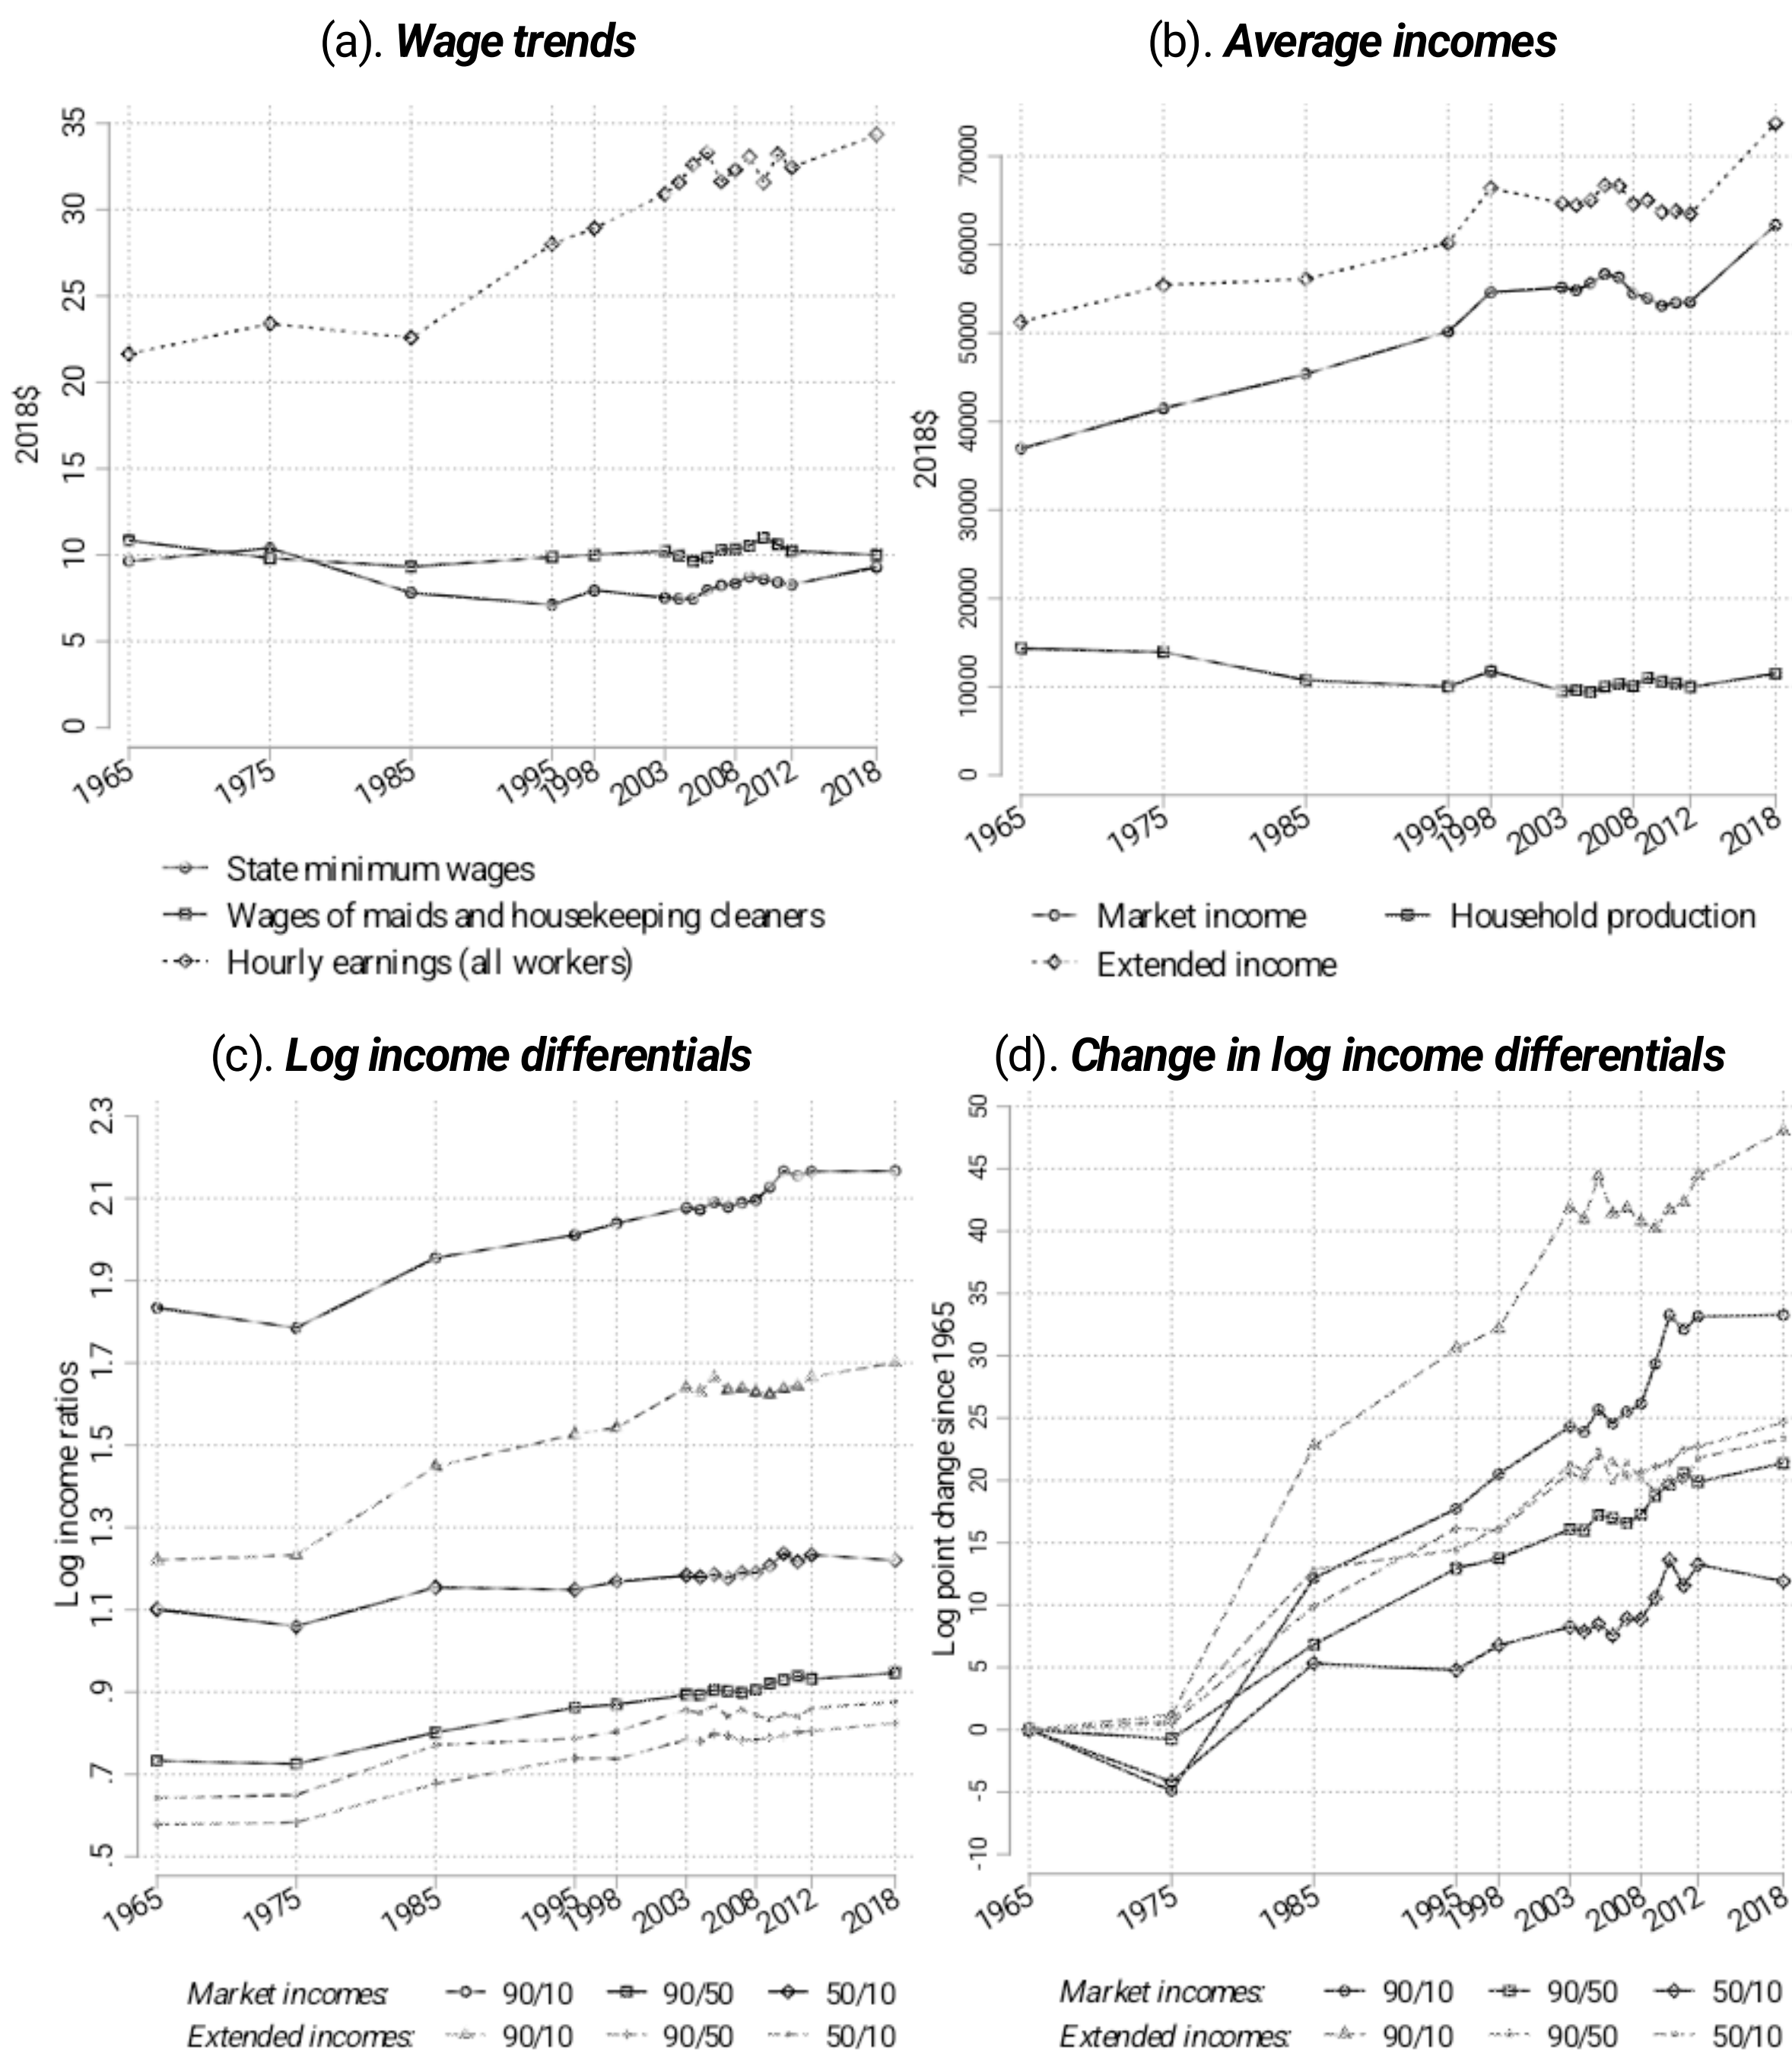 (a). Wage trends
2018$
35
30
25
20
15
10
5
0
1965 1975 1985 1995 1998 2003 2008 2012 2018
State minimum wages
Wages of maids and housekeeping cleaners
Hourly earnings (all workers)
(b). Average incomes
2018$
70000
60000
50000
40000
30000
20000
10000
0
1965 1975 1985 1995 1998 2003 2008 2012 2018
Market income Household production
Extended income
(c). Log income differentials
Log income ratios
2.3
2.1
1.9
1.7
1.5
1.3
1.1
.9
.7
.5
1965 1975 1985 1995 1998 2003 2008 2012 2018
Market incomes: 90/10 90/50 50/10
Extended incomes: 90/10 90/50 50/10
(d). Change in log income differentials
Log point change since 1965
50
45
40
35
30
25
20
15
10
5
0
-5
-10
1965 1975 1985 1995 1998 2003 2008 2012 2018
Market incomes: 90/10 90/50 50/10
Extended incomes: 90/10 90/50 50/10